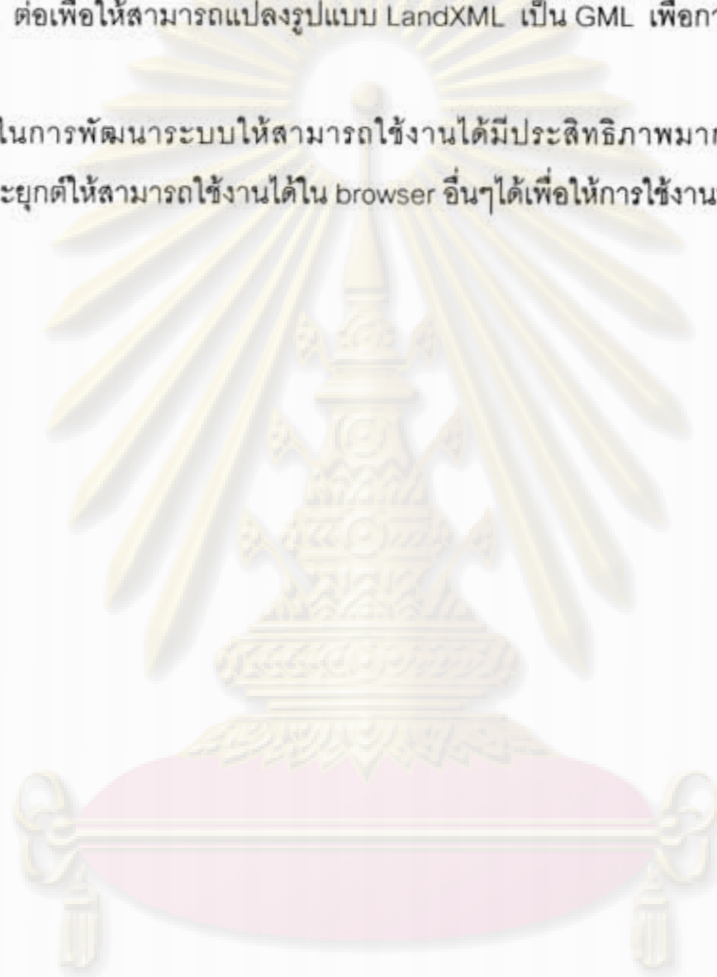 ต่อเพื่อให้สามารถแปลงรูปแบบ LandXML เป็น GML เพื่อกา
ในการพัฒนาระบบให้สามารถใช้งานได้มีประสิทธิภาพมาก
ะยุกต์ให้สามารถใช้งานได้ใน browser อื่นๆได้เพื่อให้การใช้งาน